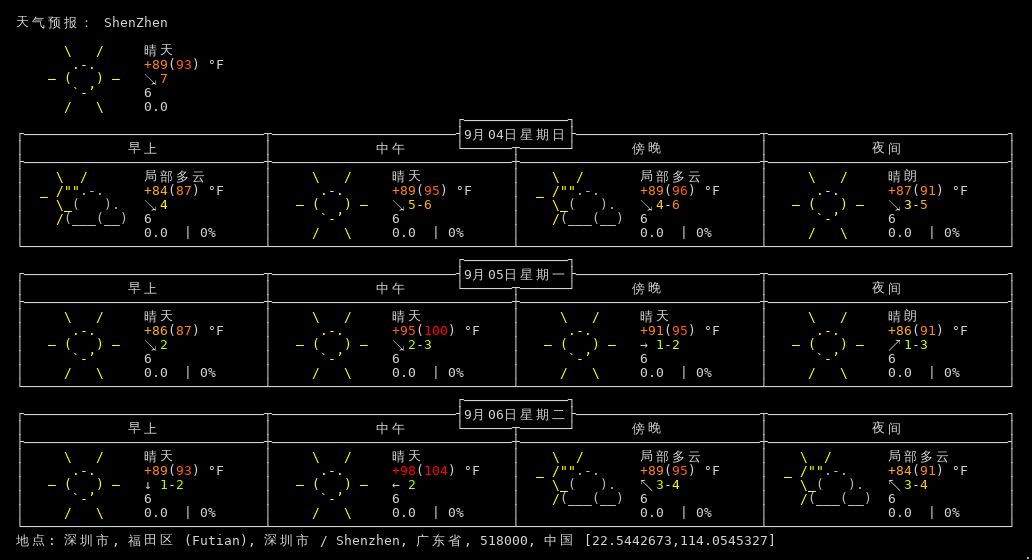 天气预报: ShenZhen
晴天
+89(93) °F
↘ 7
6
0.0
9月04日星期日
早上 中午 傍晚 夜间
局部多云 晴天 局部多云 晴朗
+84(87) °F +89(95) °F +89(96) °F +87(91) °F
↘ 4 ↘ 5-6 ↘ 4-6 ↘ 3-5
6 6 6 6
0.0 | 0% 0.0 | 0% 0.0 | 0% 0.0 | 0%
9月05日星期一
早上 中午 傍晚 夜间
晴天 晴天 晴天 晴朗
+86(87) °F +95(100) °F +91(95) °F +86(91) °F
↘ 2 ↘ 2-3 → 1-2 ↗ 1-3
6 6 6 6
0.0 | 0% 0.0 | 0% 0.0 | 0% 0.0 | 0%
9月06日星期二
早上 中午 傍晚 夜间
晴天 晴天 局部多云 局部多云
+89(93) °F +98(104) °F +89(95) °F +84(91) °F
↓ 1-2 ← 2 ↖ 3-4 ↖ 3-4
6 6 6 6
0.0 | 0% 0.0 | 0% 0.0 | 0% 0.0 | 0%
地点: 深圳市, 福田区 (Futian), 深圳市 / Shenzhen, 广东省, 518000, 中国 [22.5442673,114.0545327]